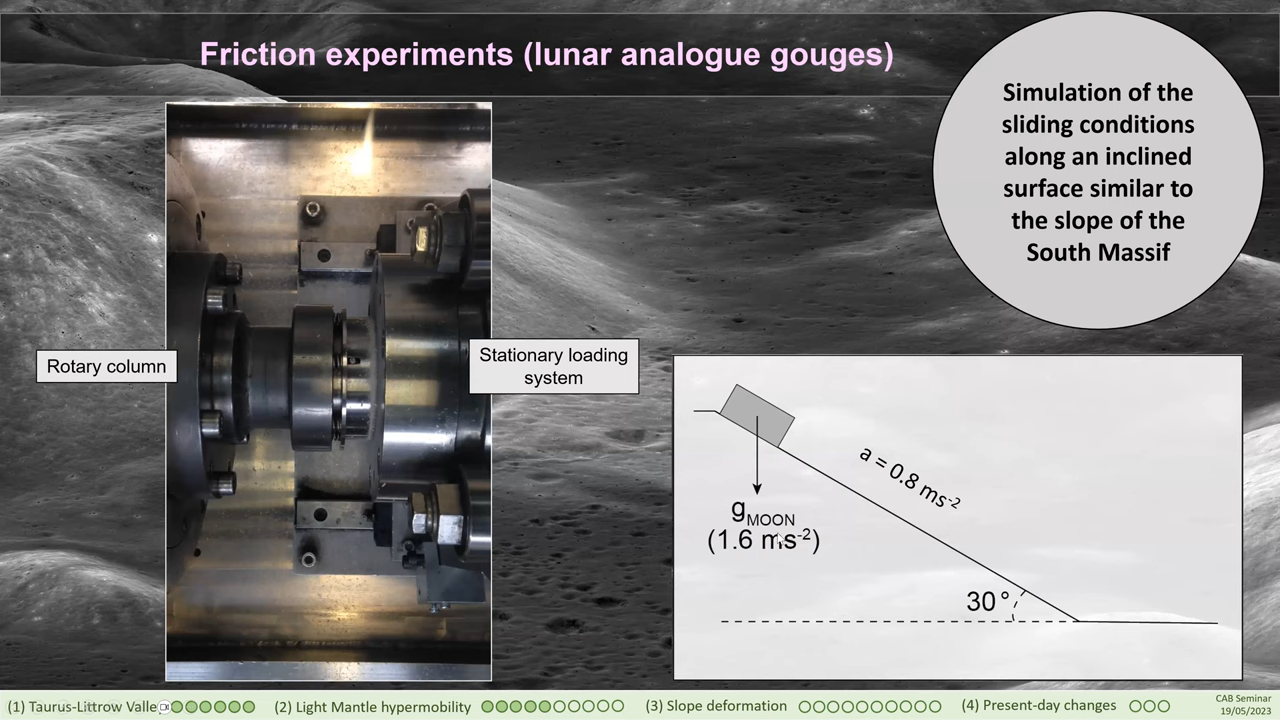 Friction experiments (lunar analogue gouges)
Simulation of the
sliding conditions
along an inclined
surface similar to
the slope of the
South Massif
Rotary column
Stationary loading
system
a = 0.8 ms⁻²
gMOON
(1.6 ms⁻²)
30°
(1) Taurus-Littrow Valle
(2) Light Mantle hypermobility
(3) Slope deformation
(4) Present-day changes
CAB Seminar
19/05/2023